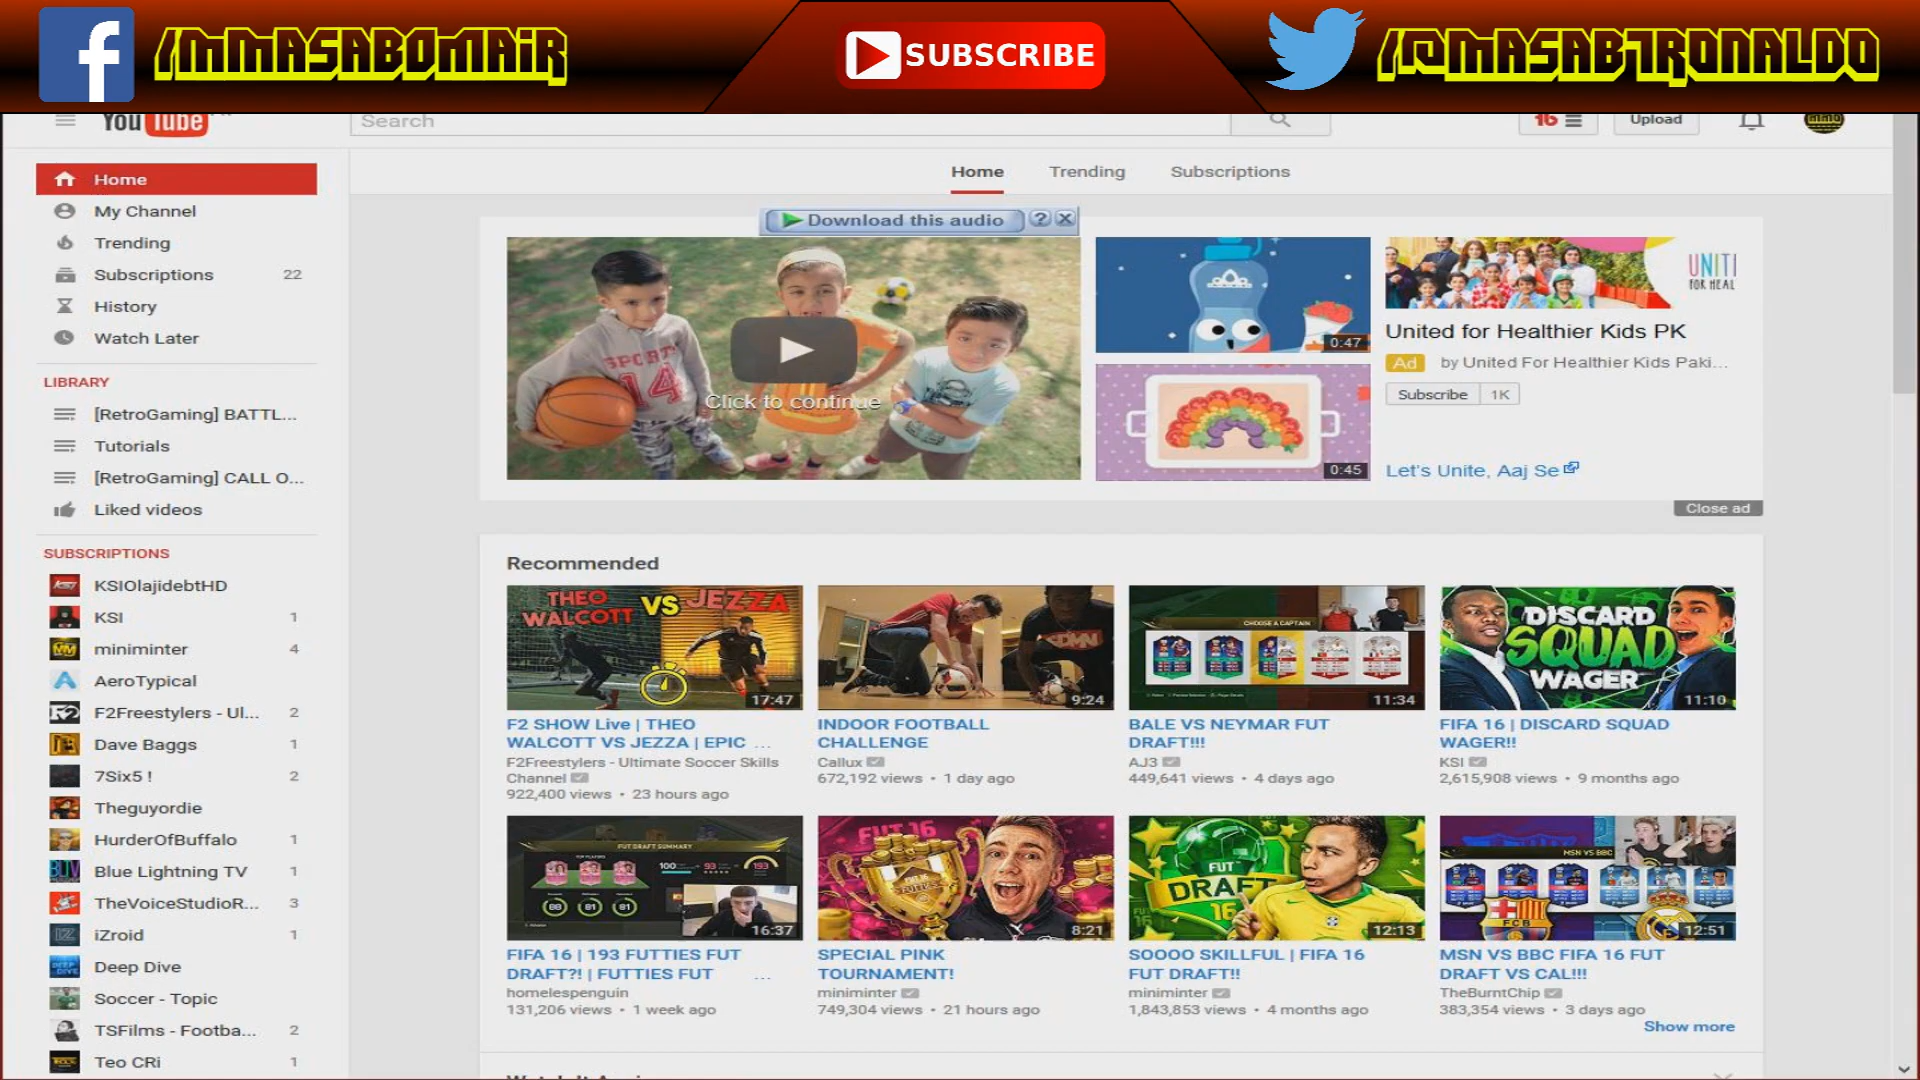 f /MMASABOMAIR
SUBSCRIBE
/@MASAB7RONALDO
YouTube
Search
16
Upload
Home
Trending
Subscriptions
Home
My Channel
Trending
Subscriptions 22
History
Watch Later
LIBRARY
[RetroGaming] BATTL...
Tutorials
[RetroGaming] CALL O...
Liked videos
SUBSCRIPTIONS
KSIOlajidebtHD
KSI 1
miniminter 4
AeroTypical
F2Freestylers - Ul... 2
Dave Baggs 1
7Six5 ! 2
Theguyordie
HurderOfBuffalo 1
Blue Lightning TV 1
TheVoiceStudioR... 3
iZroid 1
Deep Dive
Soccer - Topic
TSFilms - Footba... 2
Teo CRi 1
Download this audio ? X
SPORT
14
Click to continue
0:47
0:45
UNITE
FOR HEAL
United for Healthier Kids PK
Ad by United For Healthier Kids Paki...
Subscribe 1K
Let's Unite, Aaj Se
Close ad
Recommended
THEO
WALCOTT VS JEZZA
17:47
F2 SHOW Live | THEO
WALCOTT VS JEZZA | EPIC ...
F2Freestylers - Ultimate Soccer Skills
Channel
922,400 views • 23 hours ago
9:24
INDOOR FOOTBALL
CHALLENGE
Callux
672,192 views • 1 day ago
CHOOSE A CAPTAIN
11:34
BALE VS NEYMAR FUT
DRAFT!!!
AJ3
449,641 views • 4 days ago
DISCARD
SQUAD
WAGER
11:10
FIFA 16 | DISCARD SQUAD
WAGER!!
KSI
2,615,908 views • 9 months ago
FUT DRAFT SUMMARY
100 93 193
88 81 81
16:37
FIFA 16 | 193 FUTTIES FUT
DRAFT?! | FUTTIES FUT ...
homelespenguin
131,206 views • 1 week ago
FUT 16
8:21
SPECIAL PINK
TOURNAMENT!
miniminter
749,304 views • 21 hours ago
FUT
DRAFT
16
12:13
SOOOO SKILLFUL | FIFA 16
FUT DRAFT!!
miniminter
1,843,853 views • 4 months ago
MSN VS BBC
FCB
12:51
MSN VS BBC FIFA 16 FUT
DRAFT VS CAL!!!
TheBurntChip
383,354 views • 3 days ago
Show more